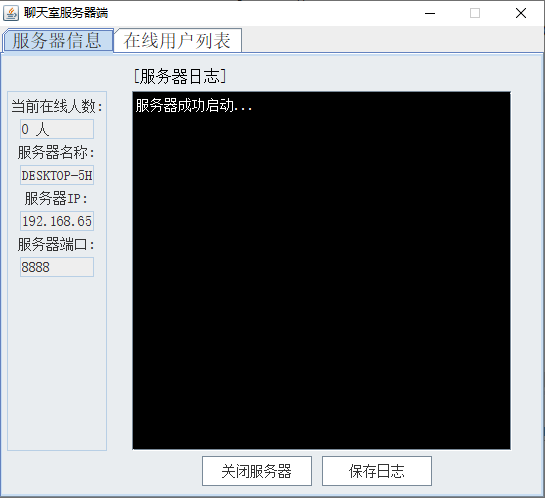 聊天室服务器端
服务器信息
在线用户列表
[服务器日志]
当前在线人数:
0 人
服务器名称:
DESKTOP-5H
服务器IP:
192.168.65
服务器端口:
8888
服务器成功启动...
关闭服务器
保存日志